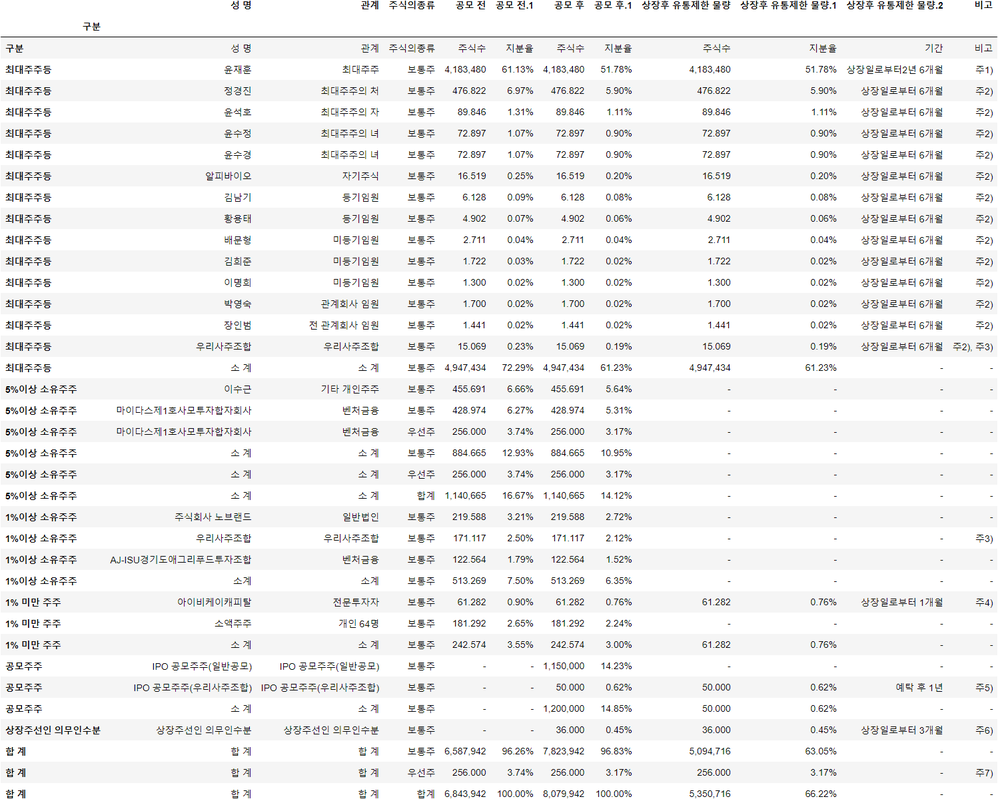 성 명 관계 주식의종류 공모 전 공모 전.1 공모 후 공모 후.1 상장후 유통제한 물량 상장후 유통제한 물량.1 상장후 유통제한 물량.2 비고
구분
구분 성 명 관계 주식의종류 주식수 지분율 주식수 지분율 주식수 지분율 기간 비고
최대주주등 윤재훈 최대주주 보통주 4,183,480 61.13% 4,183,480 51.78% 4,183,480 51.78% 상장일로부터2년 6개월 주1)
최대주주등 정경진 최대주주의 처 보통주 476.822 6.97% 476.822 5.90% 476.822 5.90% 상장일로부터 6개월 주2)
최대주주등 윤석호 최대주주의 자 보통주 89.846 1.31% 89.846 1.11% 89.846 1.11% 상장일로부터 6개월 주2)
최대주주등 윤수정 최대주주의 녀 보통주 72.897 1.07% 72.897 0.90% 72.897 0.90% 상장일로부터 6개월 주2)
최대주주등 윤수경 최대주주의 녀 보통주 72.897 1.07% 72.897 0.90% 72.897 0.90% 상장일로부터 6개월 주2)
최대주주등 알피바이오 자기주식 보통주 16.519 0.25% 16.519 0.20% 16.519 0.20% 상장일로부터 6개월 주2)
최대주주등 김남기 등기임원 보통주 6.128 0.09% 6.128 0.08% 6.128 0.08% 상장일로부터 6개월 주2)
최대주주등 황용태 등기임원 보통주 4.902 0.07% 4.902 0.06% 4.902 0.06% 상장일로부터 6개월 주2)
최대주주등 배문형 미등기임원 보통주 2.711 0.04% 2.711 0.04% 2.711 0.04% 상장일로부터 6개월 주2)
최대주주등 김희준 미등기임원 보통주 1.722 0.03% 1.722 0.02% 1.722 0.02% 상장일로부터 6개월 주2)
최대주주등 이명희 미등기임원 보통주 1.300 0.02% 1.300 0.02% 1.300 0.02% 상장일로부터 6개월 주2)
최대주주등 박영숙 관계회사 임원 보통주 1.700 0.02% 1.700 0.02% 1.700 0.02% 상장일로부터 6개월 주2)
최대주주등 장인범 전 관계회사 임원 보통주 1.441 0.02% 1.441 0.02% 1.441 0.02% 상장일로부터 6개월 주2)
최대주주등 우리사주조합 우리사주조합 보통주 15.069 0.23% 15.069 0.19% 15.069 0.19% 상장일로부터 6개월 주2), 주3)
최대주주등 소 계 소 계 보통주 4,947,434 72.29% 4,947,434 61.23% 4,947,434 61.23% - -
5%이상 소유주주 이수근 기타 개인주주 보통주 455.691 6.66% 455.691 5.64% - - - -
5%이상 소유주주 마이다스제1호사모투자합자회사 벤처금융 보통주 428.974 6.27% 428.974 5.31% - - - -
5%이상 소유주주 마이다스제1호사모투자합자회사 벤처금융 우선주 256.000 3.74% 256.000 3.17% - - - -
5%이상 소유주주 소 계 소 계 보통주 884.665 12.93% 884.665 10.95% - - - -
5%이상 소유주주 소 계 소 계 우선주 256.000 3.74% 256.000 3.17% - - - -
5%이상 소유주주 소 계 소 계 합계 1,140,665 16.67% 1,140,665 14.12% - - - -
1%이상 소유주주 주식회사 노브랜드 일반법인 보통주 219.588 3.21% 219.588 2.72% - - - -
1%이상 소유주주 우리사주조합 우리사주조합 보통주 171.117 2.50% 171.117 2.12% - - - 주3)
1%이상 소유주주 AJ-ISU경기도애그리푸드투자조합 벤처금융 보통주 122.564 1.79% 122.564 1.52% - - - -
1%이상 소유주주 소계 소계 보통주 513.269 7.50% 513.269 6.35% - - - -
1% 미만 주주 아이비케이캐피탈 전문투자자 보통주 61.282 0.90% 61.282 0.76% 61.282 0.76% 상장일로부터 1개월 주4)
1% 미만 주주 소액주주 개인 64명 보통주 181.292 2.65% 181.292 2.24% - - - -
1% 미만 주주 소 계 소 계 보통주 242.574 3.55% 242.574 3.00% 61.282 0.76% - -
공모주주 IPO 공모주주(일반공모) IPO 공모주주(일반공모) 보통주 - - 1,150,000 14.23% - - - -
공모주주 IPO 공모주주(우리사주조합) IPO 공모주주(우리사주조합) 보통주 - - 50.000 0.62% 50.000 0.62% 예탁 후 1년 주5)
공모주주 소 계 소 계 보통주 - - 1,200,000 14.85% 50.000 0.62% - -
상장주선인 의무인수분 상장주선인 의무인수분 상장주선인 의무인수분 보통주 - - 36.000 0.45% 36.000 0.45% 상장일로부터 3개월 주6)
합 계 합 계 합 계 보통주 6,587,942 96.26% 7,823,942 96.83% 5,094,716 63.05% - -
합 계 합 계 합 계 우선주 256.000 3.74% 256.000 3.17% 256.000 3.17% - 주7)
합 계 합 계 합 계 합계 6,843,942 100.00% 8,079,942 100.00% 5,350,716 66.22% - -